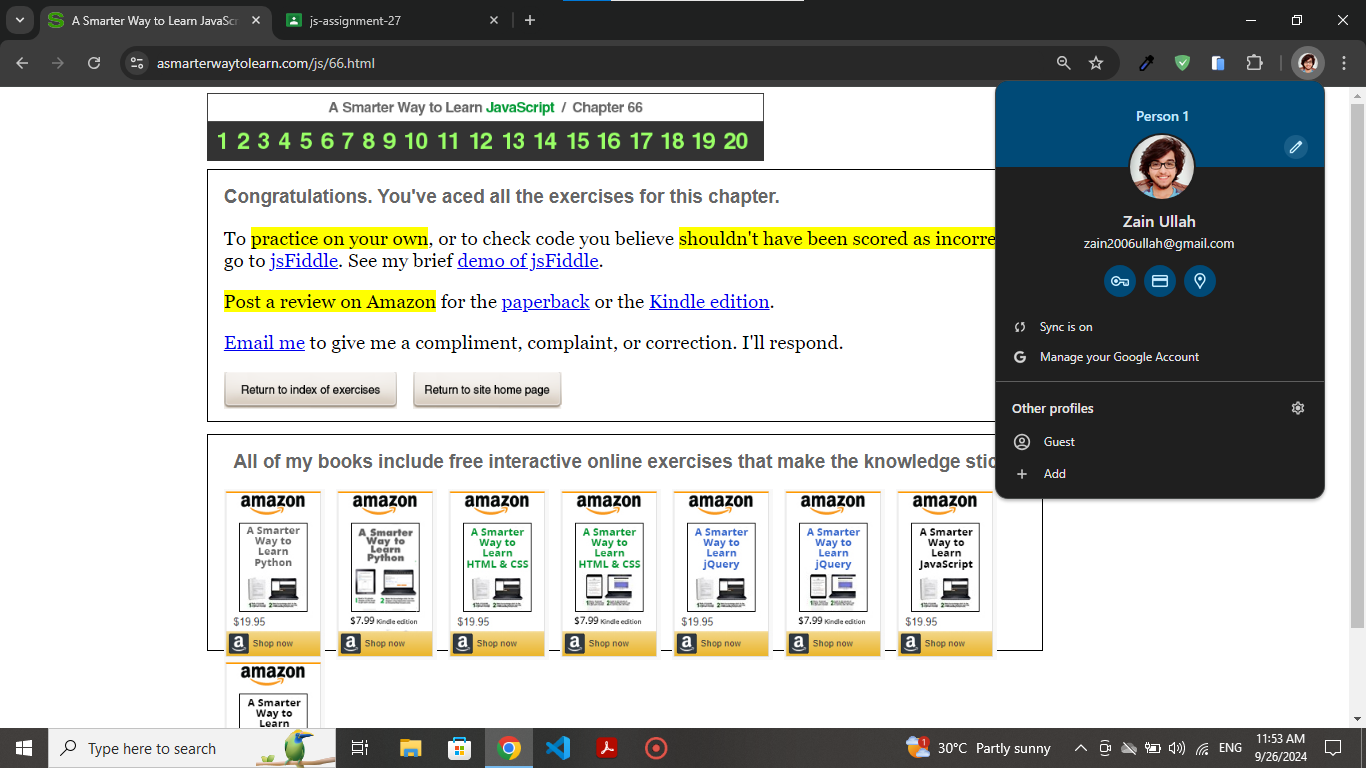 A Smarter Way to Learn JavaSc
js-assignment-27
asmarterwaytolearn.com/js/66.html
A Smarter Way to Learn JavaScript / Chapter 66
1 2 3 4 5 6 7 8 9 10 11 12 13 14 15 16 17 18 19 20
Congratulations. You've aced all the exercises for this chapter.
To practice on your own, or to check code you believe shouldn't have been scored as incorre
go to jsFiddle. See my brief demo of jsFiddle.
Post a review on Amazon for the paperback or the Kindle edition.
Email me to give me a compliment, complaint, or correction. I'll respond.
Return to index of exercises
Return to site home page
Person 1
Zain Ullah
zain2006ullah@gmail.com
Sync is on
Manage your Google Account
Other profiles
Guest
Add
All of my books include free interactive online exercises that make the knowledge stic
amazon
A Smarter
Way to
Learn
Python
$19.95
Shop now
amazon
A Smarter
Way to
Learn
Python
$7.99 Kindle edition
Shop now
amazon
A Smarter
Way to
Learn
HTML & CSS
$19.95
Shop now
amazon
A Smarter
Way to
Learn
HTML & CSS
$7.99 Kindle edition
Shop now
amazon
A Smarter
Way to
Learn
jQuery
$19.95
Shop now
amazon
A Smarter
Way to
Learn
jQuery
$7.99 Kindle edition
Shop now
amazon
A Smarter
Way to
Learn
JavaScript
$19.95
Shop now
amazon
A Smarter
Way to
Learn
Type here to search
1
30°C Partly sunny
ENG
11:53 AM
9/26/2024